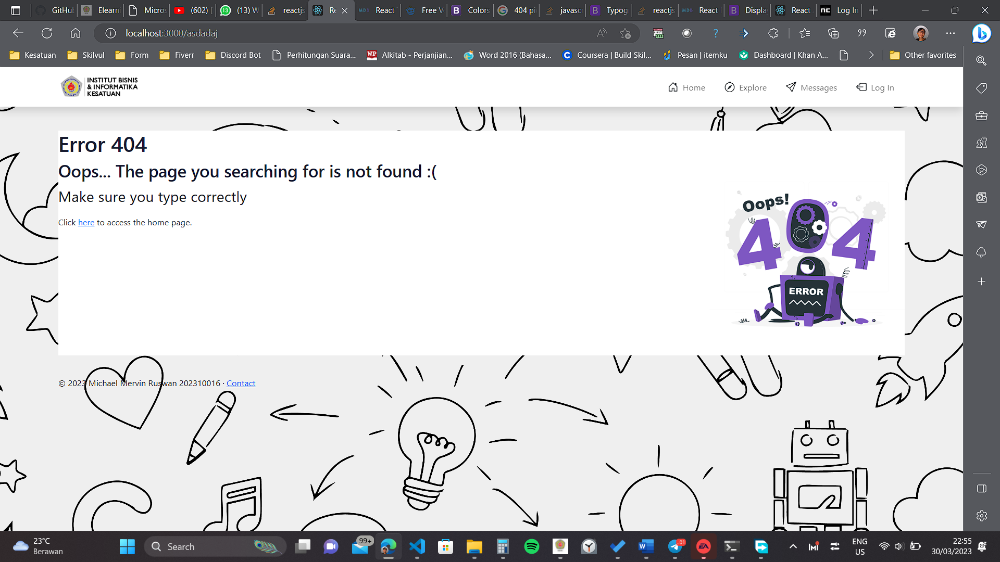 GitHub
Elearni
Micros
(602) [
(13) W
reactjs
Re
React
Free Ve
Colors
404 pi
javasc
Typog
reactjs
React
Displa
React
Log In
localhost:3000/asdadaj
Kesatuan
Skilvul
Form
Fiverr
Discord Bot
Perhitungan Suara...
Alkitab - Perjanjian...
Word 2016 (Bahasa...
Coursera | Build Skil...
Pesan | itemku
Dashboard | Khan A...
Other favorites
INSTITUT BISNIS
& INFORMATIKA
KESATUAN
Home
Explore
Messages
Log In
Error 404
Oops... The page you searching for is not found :(
Make sure you type correctly
Click here to access the home page.
Oops!
404
ERROR
© 2023 Michael Mervin Ruswan 202310016 · Contact
23°C
Berawan
Search
99+
.01
ENG
US
22:55
30/03/2023